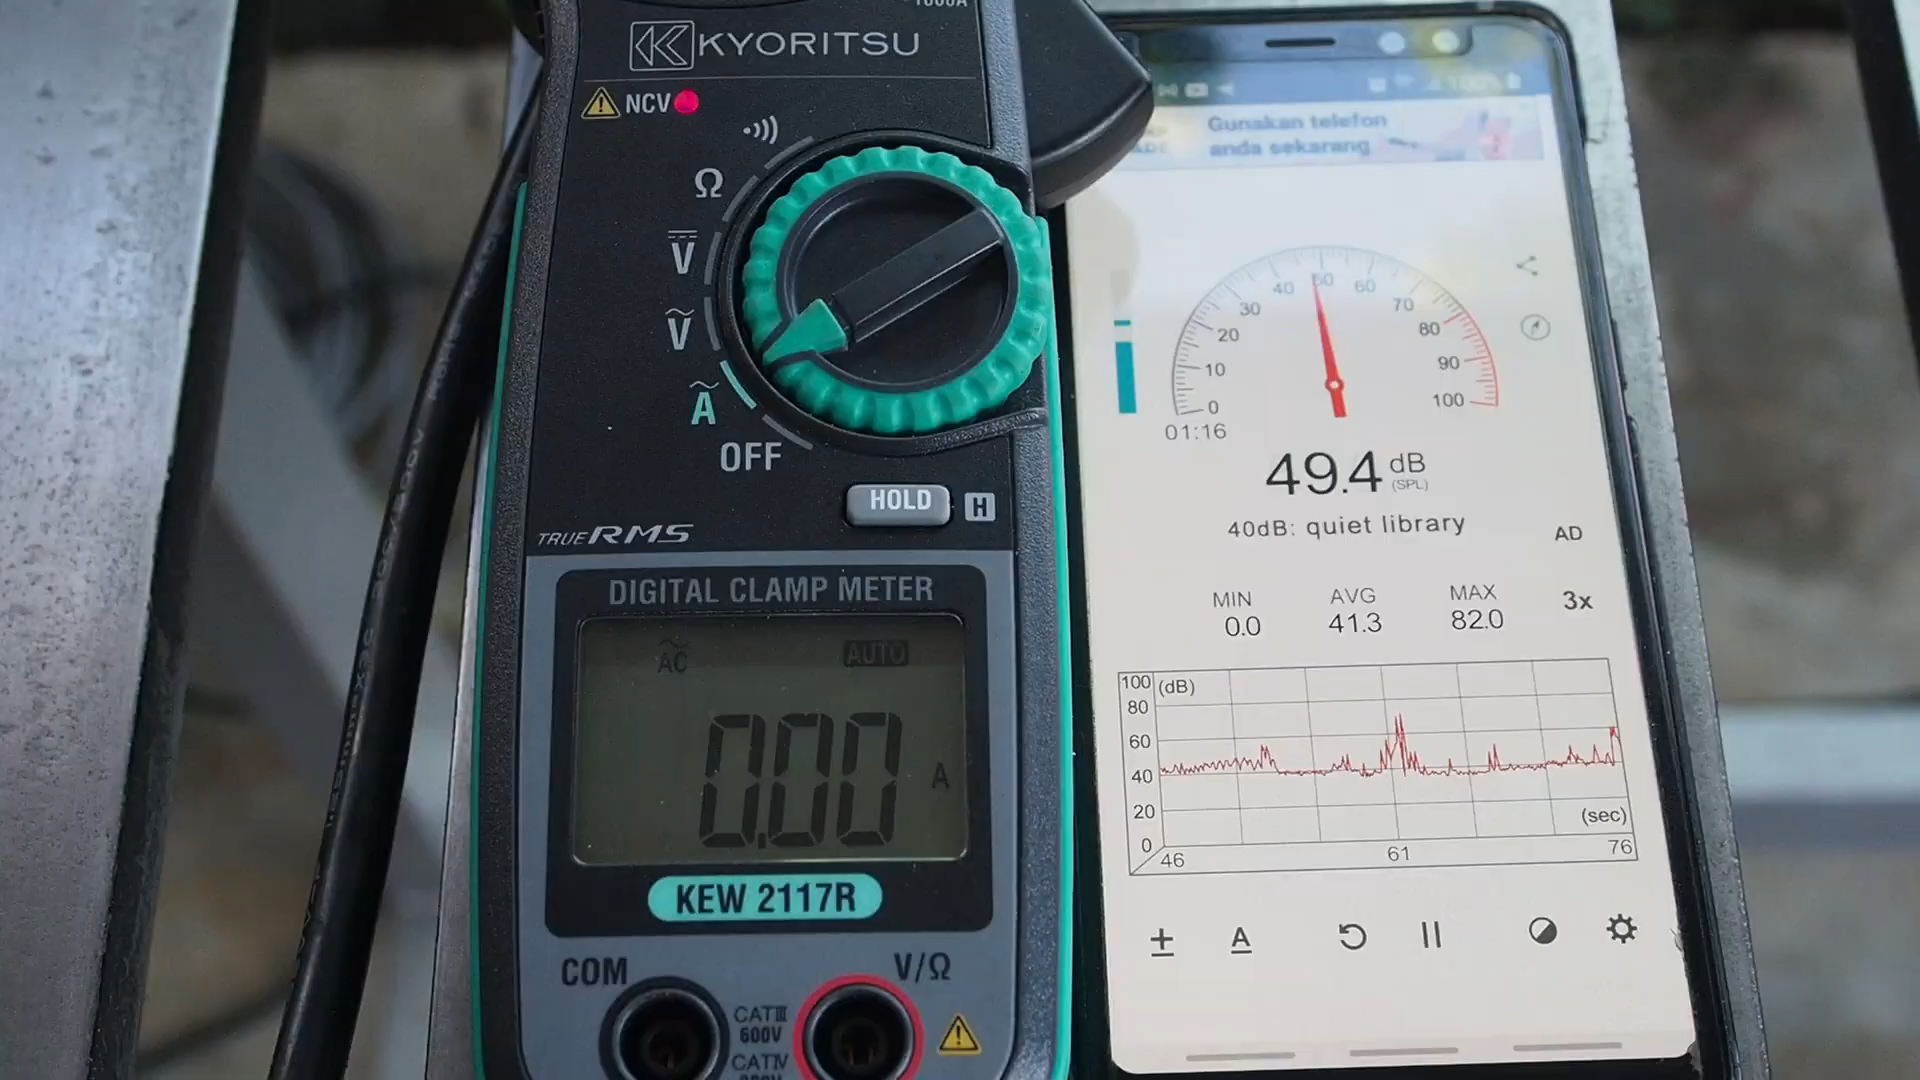 1000A
KYORITSU
NCV
Ω
V
V
A
OFF
HOLD H
TRUE RMS
DIGITAL CLAMP METER
AC AUTO
0.00 A
KEW 2117R
COM V/Ω
CAT III
600V
CAT IV
Gunakan telefon
anda sekarang
0 10 20 30 40 50 60 70 80 90 100
01:16
49.4 dB
(SPL)
40dB: quiet library
AD
MIN AVG MAX
0.0 41.3 82.0
3x
100 (dB)
80
60
40
20
(sec)
0
46 61 76
A